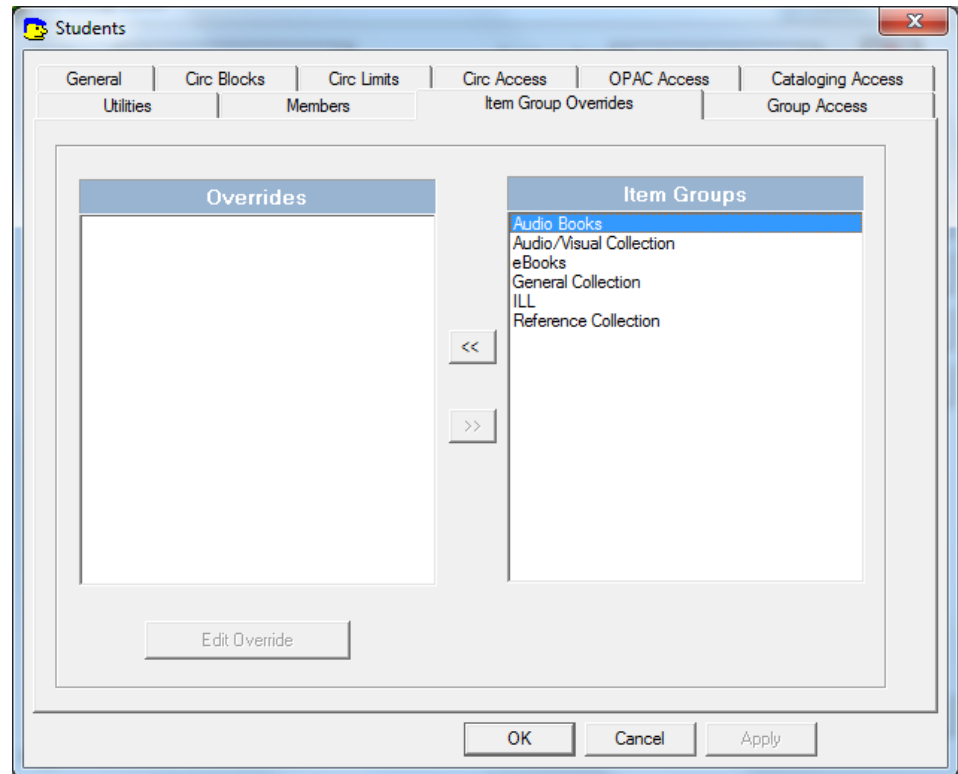 Students
General Circ Blocks Circ Limits Circ Access OPAC Access Cataloging Access
Utilities Members Item Group Overrides Group Access
Overrides
Item Groups
Audio Books
Audio/Visual Collection
eBooks
General Collection
ILL
Reference Collection
<<
>>
Edit Override
OK Cancel Apply